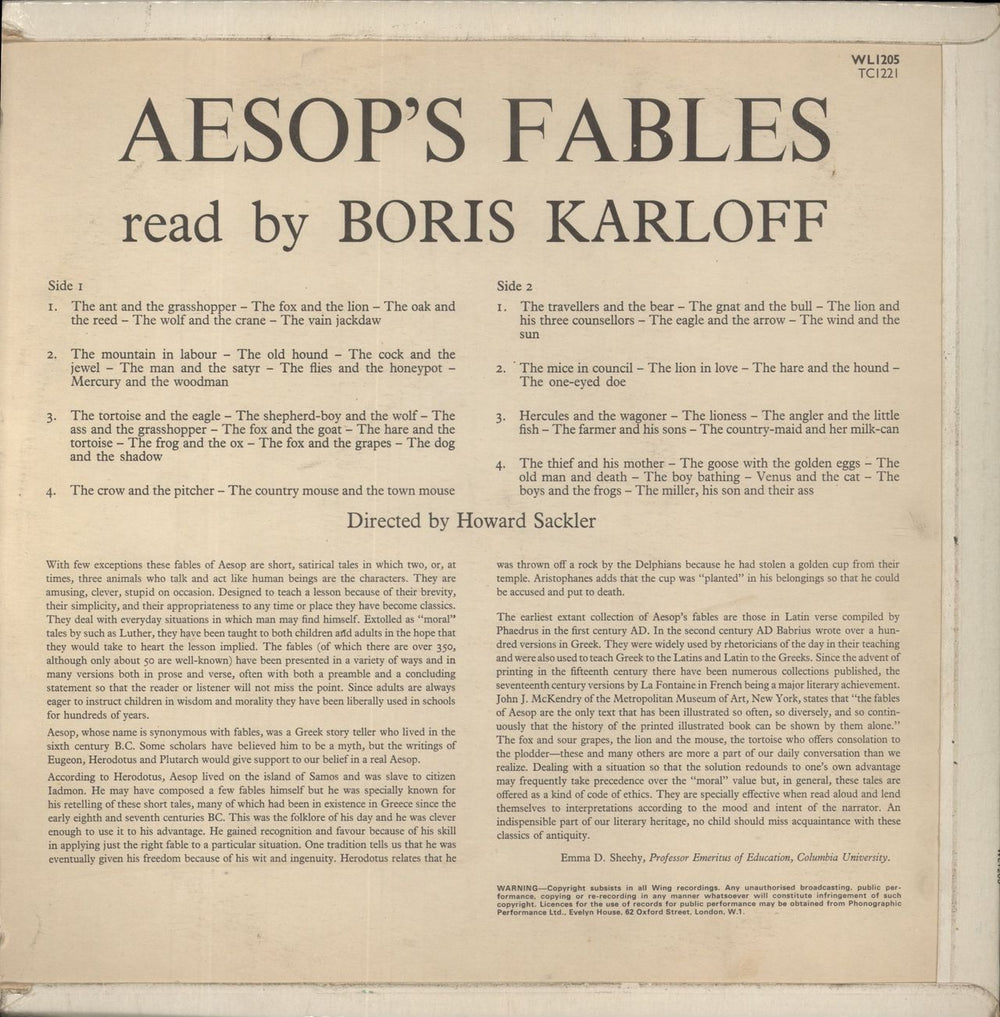 WL1205
TC1221
AESOP'S FABLES
read by BORIS KARLOFF
Side 1
1. The ant and the grasshopper – The fox and the lion – The oak and
the reed – The wolf and the crane – The vain jackdaw
2. The mountain in labour – The old hound – The cock and the
jewel – The man and the satyr – The flies and the honeypot –
Mercury and the woodman
3. The tortoise and the eagle – The shepherd-boy and the wolf – The
ass and the grasshopper – The fox and the goat – The hare and the
tortoise – The frog and the ox – The fox and the grapes – The dog
and the shadow
4. The crow and the pitcher – The country mouse and the town mouse
Side 2
1. The travellers and the bear – The gnat and the bull – The lion and
his three counsellors – The eagle and the arrow – The wind and the
sun
2. The mice in council – The lion in love – The hare and the hound –
The one-eyed doe
3. Hercules and the wagoner – The lioness – The angler and the little
fish – The farmer and his sons – The country-maid and her milk-can
4. The thief and his mother – The goose with the golden eggs – The
old man and death – The boy bathing – Venus and the cat – The
boys and the frogs – The miller, his son and their ass
Directed by Howard Sackler
With few exceptions these fables of Aesop are short, satirical tales in which two, or, at
times, three animals who talk and act like human beings are the characters. They are
amusing, clever, stupid on occasion. Designed to teach a lesson because of their brevity,
their simplicity, and their appropriateness to any time or place they have become classics.
They deal with everyday situations in which man may find himself. Extolled as "moral"
tales by such as Luther, they have been taught to both children and adults in the hope that
they would take to heart the lesson implied. The fables (of which there are over 350,
although only about 50 are well-known) have been presented in a variety of ways and in
many versions both in prose and verse, often with both a preamble and a concluding
statement so that the reader or listener will not miss the point. Since adults are always
eager to instruct children in wisdom and morality they have been liberally used in schools
for hundreds of years.
Aesop, whose name is synonymous with fables, was a Greek story teller who lived in the
sixth century B.C. Some scholars have believed him to be a myth, but the writings of
Eugeon, Herodotus and Plutarch would give support to our belief in a real Aesop.
According to Herodotus, Aesop lived on the island of Samos and was slave to citizen
Iadmon. He may have composed a few fables himself but he was specially known for
his retelling of these short tales, many of which had been in existence in Greece since the
early eighth and seventh centuries BC. This was the folklore of his day and he was clever
enough to use it to his advantage. He gained recognition and favour because of his skill
in applying just the right fable to a particular situation. One tradition tells us that he was
eventually given his freedom because of his wit and ingenuity. Herodotus relates that he
was thrown off a rock by the Delphians because he had stolen a golden cup from their
temple. Aristophanes adds that the cup was "planted" in his belongings so that he could
be accused and put to death.
The earliest extant collection of Aesop's fables are those in Latin verse compiled by
Phaedrus in the first century AD. In the second century AD Babrius wrote over a hun-
dred versions in Greek. They were widely used by rhetoricians of the day in their teaching
and were also used to teach Greek to the Latins and Latin to the Greeks. Since the advent of
printing in the fifteenth century there have been numerous collections published, the
seventeenth century versions by La Fontaine in French being a major literary achievement.
John J. McKendry of the Metropolitan Museum of Art, New York, states that "the fables
of Aesop are the only text that has been illustrated so often, so diversely, and so contin-
uously that the history of the printed illustrated book can be shown by them alone."
The fox and sour grapes, the lion and the mouse, the tortoise who offers consolation to
the plodder—these and many others are more a part of our daily conversation than we
realize. Dealing with a situation so that the solution redounds to one's own advantage
may frequently take precedence over the "moral" value but, in general, these tales are
offered as a kind of code of ethics. They are specially effective when read aloud and lend
themselves to interpretations according to the mood and intent of the narrator. An
indispensible part of our literary heritage, no child should miss acquaintance with these
classics of antiquity.
Emma D. Sheehy, Professor Emeritus of Education, Columbia University.
WARNING—Copyright subsists in all Wing recordings. Any unauthorised broadcasting, public per-
formance, copying or re-recording in any manner whatsoever will constitute infringement of such
copyright. Licences for the use of records for public performance may be obtained from Phonographic
Performance Ltd., Evelyn House, 62 Oxford Street, London, W.1.